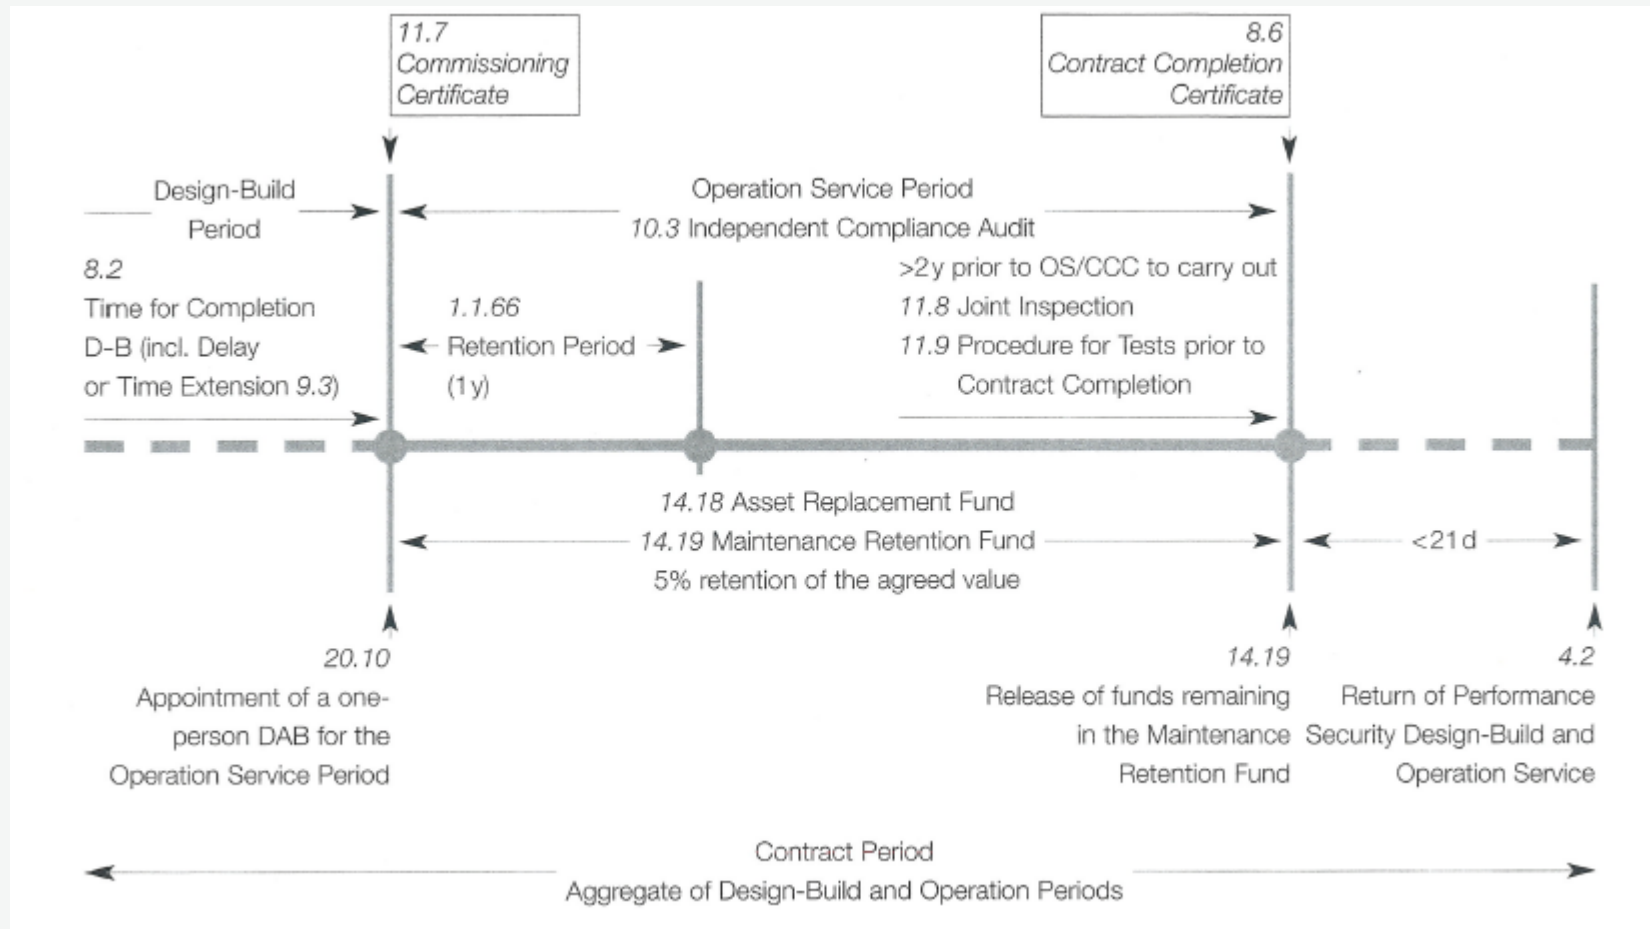 11.7
Commissioning
Certificate
8.6
Contract Completion
Certificate
Design-Build
Period
Operation Service Period
10.3 Independent Compliance Audit
8.2
Time for Completion
D-B (incl. Delay
or Time Extension 9.3)
1.1.66
Retention Period
(1y)
>2y prior to OS/CCC to carry out
11.8 Joint Inspection
11.9 Procedure for Tests prior to
Contract Completion
14.18 Asset Replacement Fund
14.19 Maintenance Retention Fund
5% retention of the agreed value
<21d
20.10
Appointment of a one-
person DAB for the
Operation Service Period
14.19
Release of funds remaining
in the Maintenance
Retention Fund
4.2
Return of Performance
Security Design-Build and
Operation Service
Contract Period
Aggregate of Design-Build and Operation Periods